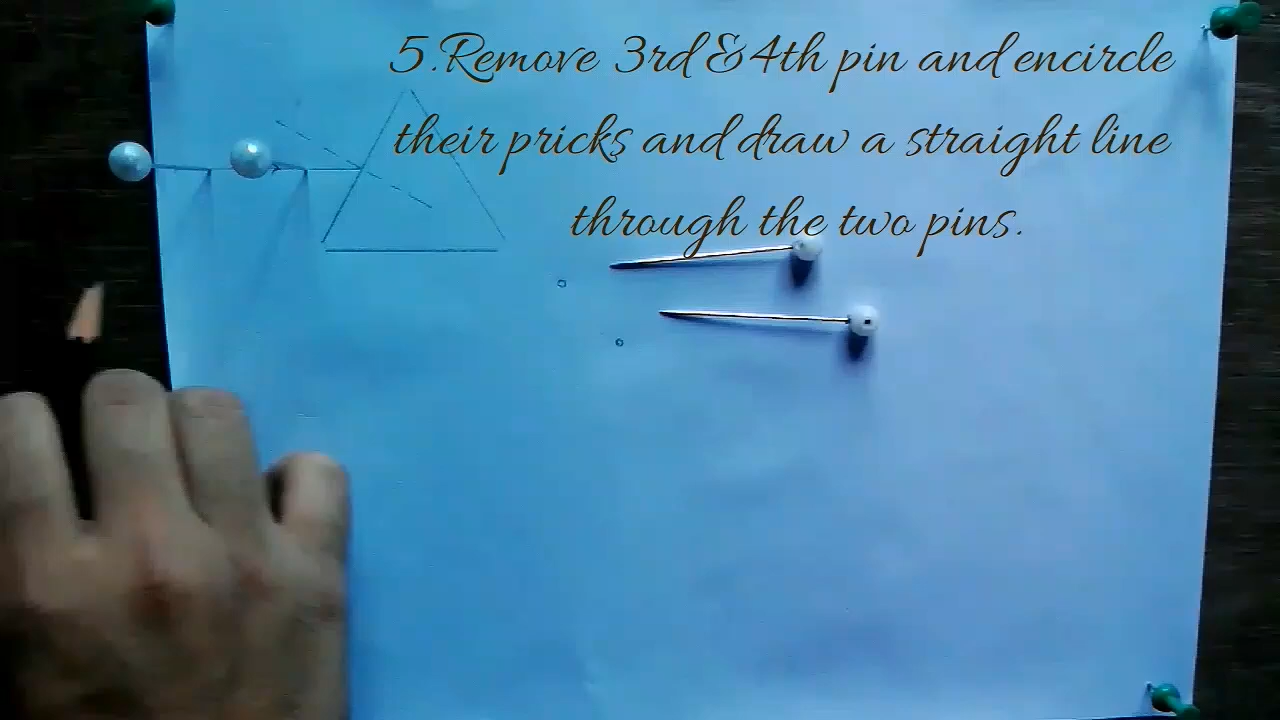 5.Remove 3rd & 4th pin and encircle
their pricks and draw a straight line
through the two pins.